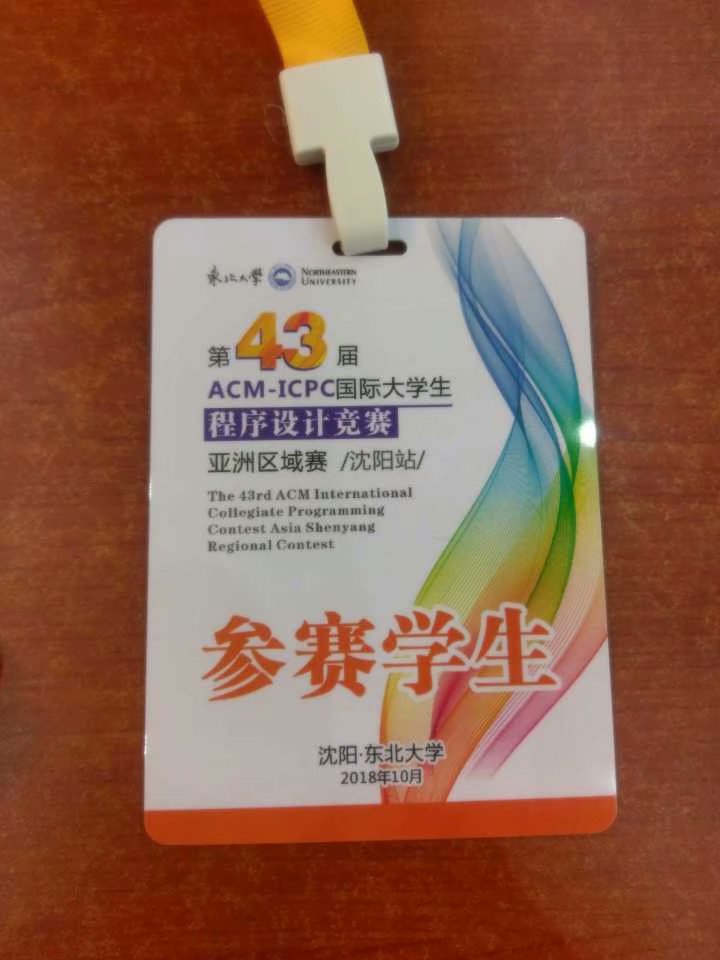 東北大學 NORTHEASTERN UNIVERSITY
第43届
ACM-ICPC国际大学生
程序设计竞赛
亚洲区域赛 /沈阳站/
The 43rd ACM International
Collegiate Programming
Contest Asia Shenyang
Regional Contest
参赛学生
沈阳·东北大学
2018年10月